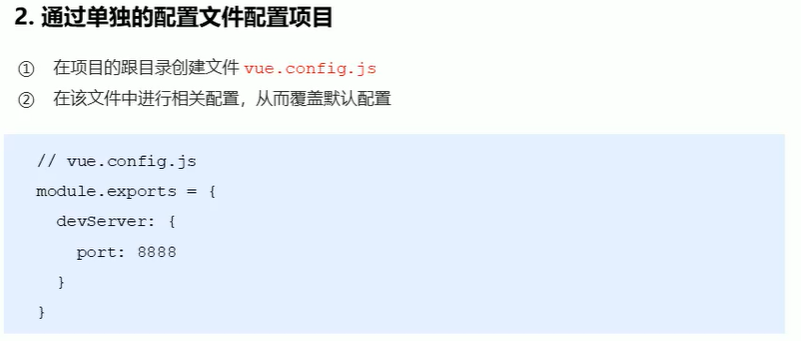 2. 通过单独的配置文件配置项目
① 在项目的跟目录创建文件 vue.config.js
② 在该文件中进行相关配置，从而覆盖默认配置
// vue.config.js
module.exports = {
  devServer: {
    port: 8888
  }
}